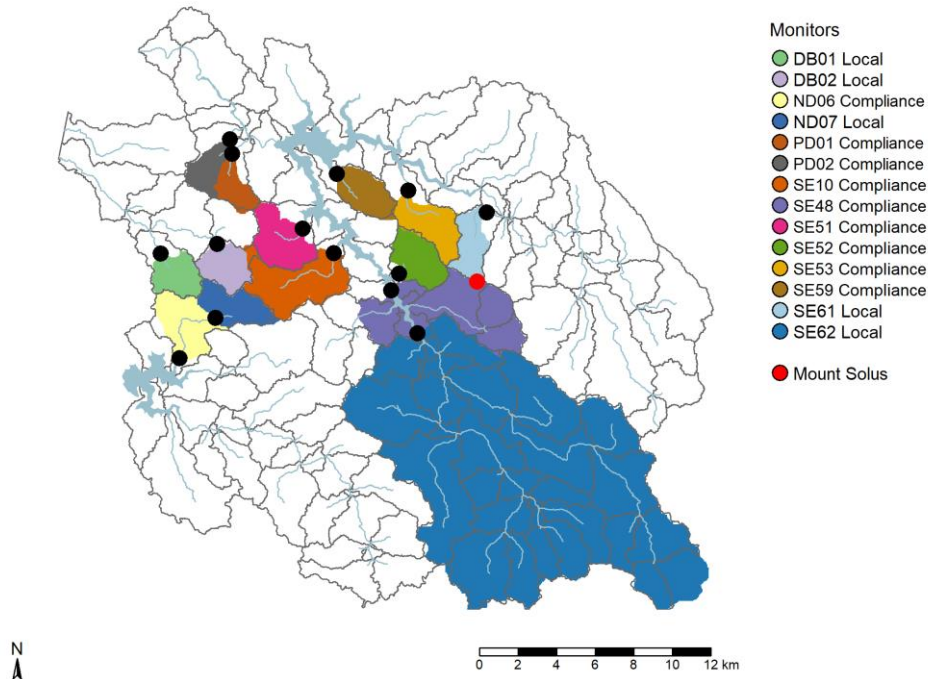 Monitors
DB01 Local
DB02 Local
ND06 Compliance
ND07 Local
PD01 Compliance
PD02 Compliance
SE10 Compliance
SE48 Compliance
SE51 Compliance
SE52 Compliance
SE53 Compliance
SE59 Compliance
SE61 Local
SE62 Local
Mount Solus
N
0 2 4 6 8 10 12 km